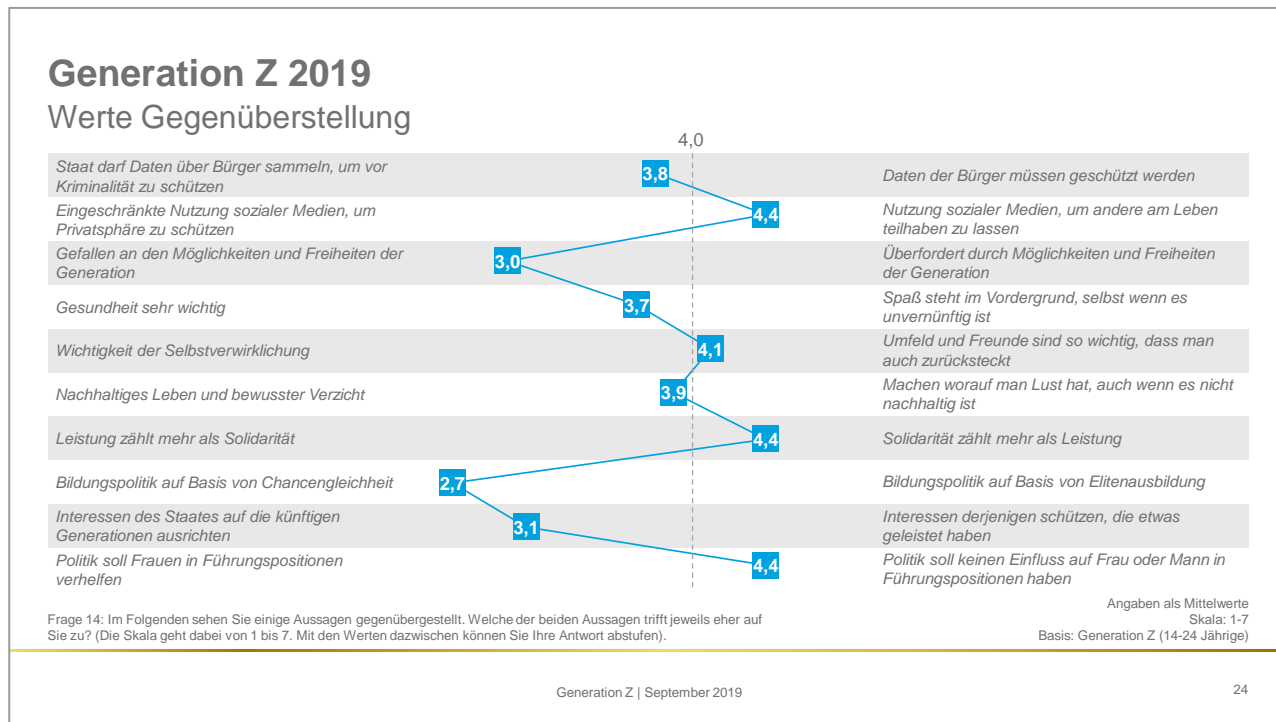 Generation Z 2019
Werte Gegenüberstellung
4,0
Staat darf Daten über Bürger sammeln, um vor
Kriminalität zu schützen
3,8
Daten der Bürger müssen geschützt werden
Eingeschränkte Nutzung sozialer Medien, um
Privatsphäre zu schützen
4,4
Nutzung sozialer Medien, um andere am Leben
teilhaben zu lassen
Gefallen an den Möglichkeiten und Freiheiten der
Generation
3,0
Überfordert durch Möglichkeiten und Freiheiten
der Generation
Gesundheit sehr wichtig
3,7
Spaß steht im Vordergrund, selbst wenn es
unvernünftig ist
Wichtigkeit der Selbstverwirklichung
4,1
Umfeld und Freunde sind so wichtig, dass man
auch zurücksteckt
Nachhaltiges Leben und bewusster Verzicht
3,9
Machen worauf man Lust hat, auch wenn es nicht
nachhaltig ist
Leistung zählt mehr als Solidarität
4,4
Solidarität zählt mehr als Leistung
Bildungspolitik auf Basis von Chancengleichheit
2,7
Bildungspolitik auf Basis von Elitenausbildung
Interessen des Staates auf die künftigen
Generationen ausrichten
3,1
Interessen derjenigen schützen, die etwas
geleistet haben
Politik soll Frauen in Führungspositionen
verhelfen
4,4
Politik soll keinen Einfluss auf Frau oder Mann in
Führungspositionen haben
Frage 14: Im Folgenden sehen Sie einige Aussagen gegenübergestellt. Welche der beiden Aussagen trifft jeweils eher auf
Sie zu? (Die Skala geht dabei von 1 bis 7. Mit den Werten dazwischen können Sie Ihre Antwort abstufen).
Angaben als Mittelwerte
Skala: 1-7
Basis: Generation Z (14-24 Jährige)
Generation Z | September 2019
24